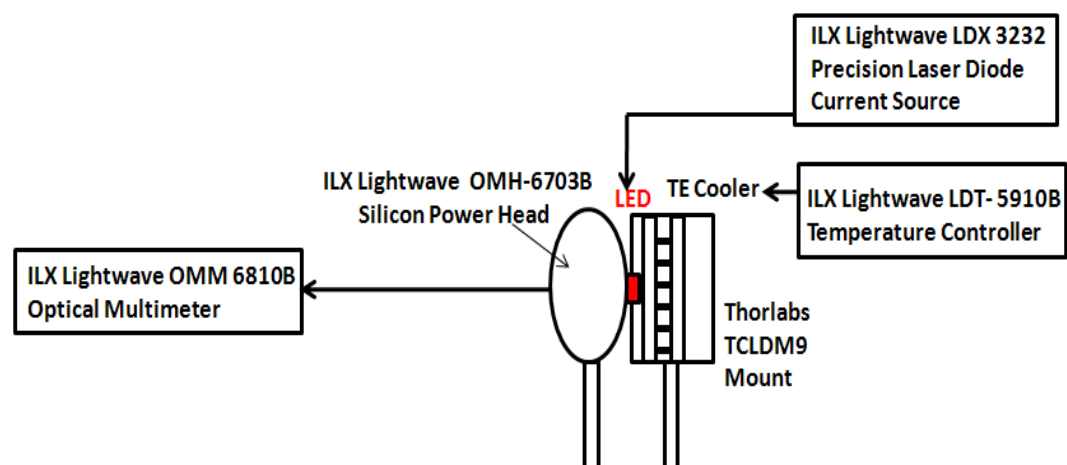 ILX Lightwave LDX 3232
Precision Laser Diode
Current Source
ILX Lightwave  OMH-6703B
Silicon Power Head
LED
TE Cooler
ILX Lightwave LDT- 5910B
Temperature Controller
ILX Lightwave OMM 6810B
Optical Multimeter
Thorlabs
TCLDM9
Mount